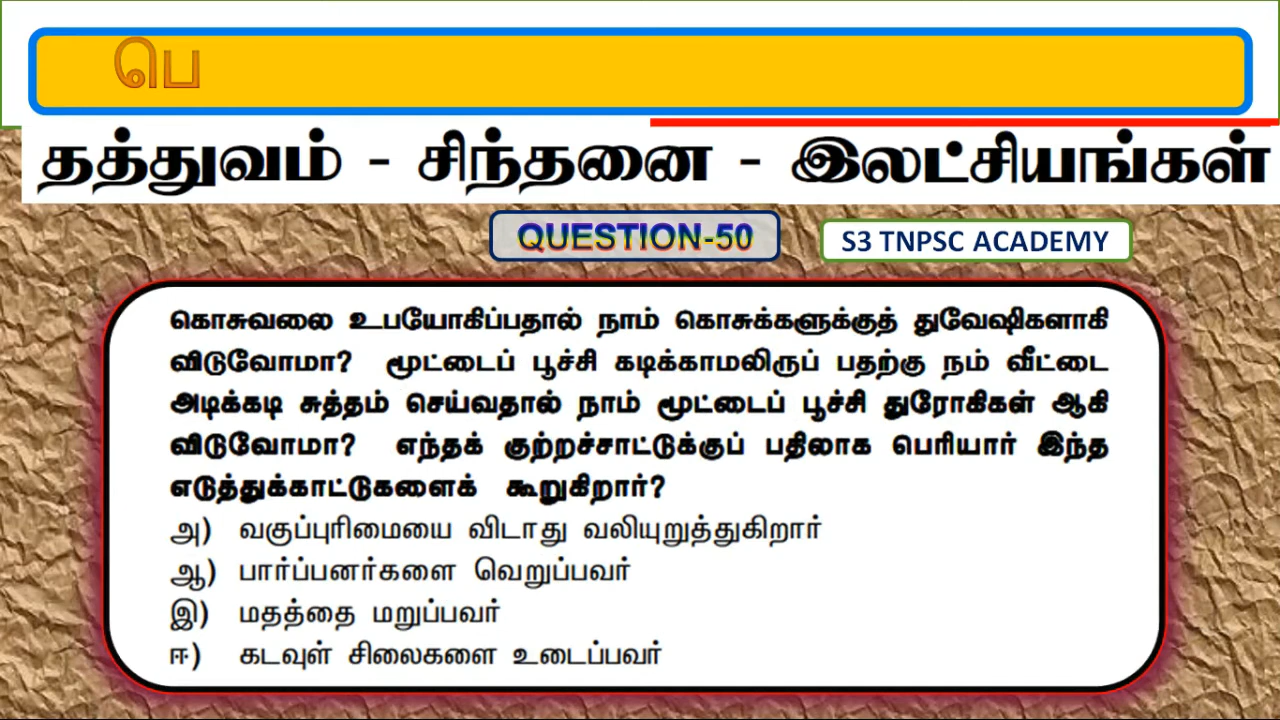 பெ
தத்துவம் - சிந்தனை - இலட்சியங்கள்
QUESTION-50
S3 TNPSC ACADEMY
கொசுவலை உபயோகிப்பதால் நாம் கொசுக்களுக்குத் துவேஷிகளாகி
விடுவோமா? மூட்டைப் பூச்சி கடிக்காமலிருப் பதற்கு நம் வீட்டை
அடிக்கடி சுத்தம் செய்வதால் நாம் மூட்டைப் பூச்சி துரோகிகள் ஆகி
விடுவோமா? எந்தக் குற்றச்சாட்டுக்குப் பதிலாக பெரியார் இந்த
எடுத்துக்காட்டுகளைக் கூறுகிறார்?
அ) வகுப்புரிமையை விடாது வலியுறுத்துகிறார்
ஆ) பார்ப்பனர்களை வெறுப்பவர்
இ) மதத்தை மறுப்பவர்
ஈ) கடவுள் சிலைகளை உடைப்பவர்